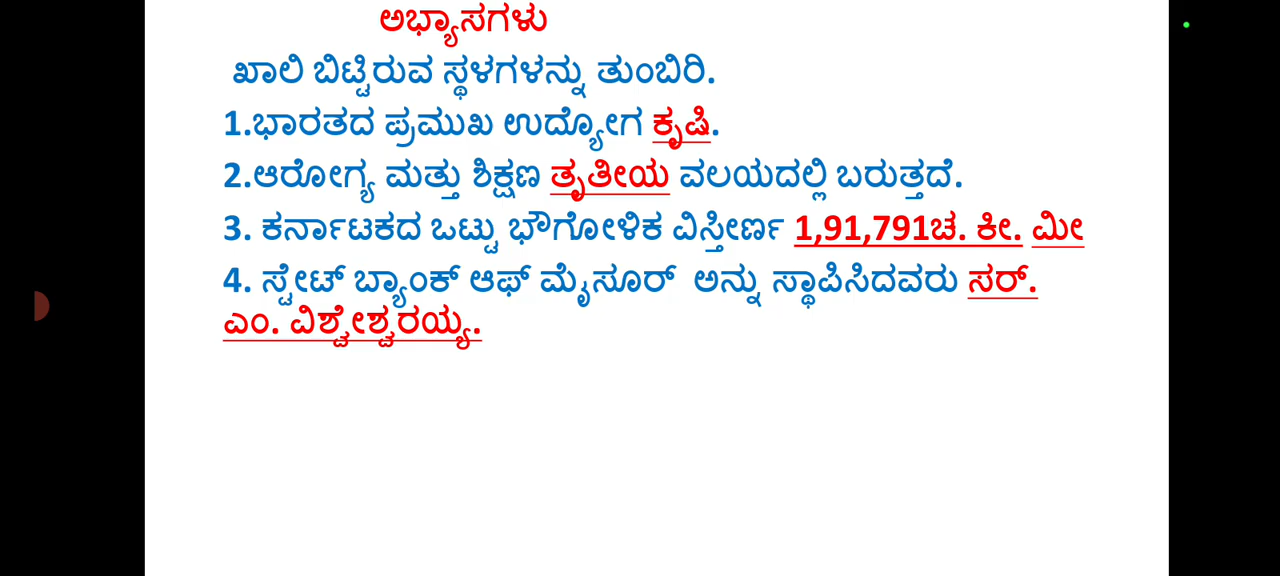 ಅಭ್ಯಾಸಗಳು
ಖಾಲಿ ಬಿಟ್ಟಿರುವ ಸ್ಥಳಗಳನ್ನು ತುಂಬಿರಿ.
1.ಭಾರತದ ಪ್ರಮುಖ ಉದ್ಯೋಗ ಕೃಷಿ.
2.ಆರೋಗ್ಯ ಮತ್ತು ಶಿಕ್ಷಣ ತೃತೀಯ ವಲಯದಲ್ಲಿ ಬರುತ್ತದೆ.
3. ಕರ್ನಾಟಕದ ಒಟ್ಟು ಭೌಗೋಳಿಕ ವಿಸ್ತೀರ್ಣ 1,91,791ಚ. ಕೀ. ಮೀ
4. ಸ್ಟೇಟ್ ಬ್ಯಾಂಕ್ ಆಫ್ ಮೈಸೂರ್ ಅನ್ನು ಸ್ಥಾಪಿಸಿದವರು ಸರ್.
ಎಂ. ವಿಶ್ವೇಶ್ವರಯ್ಯ.